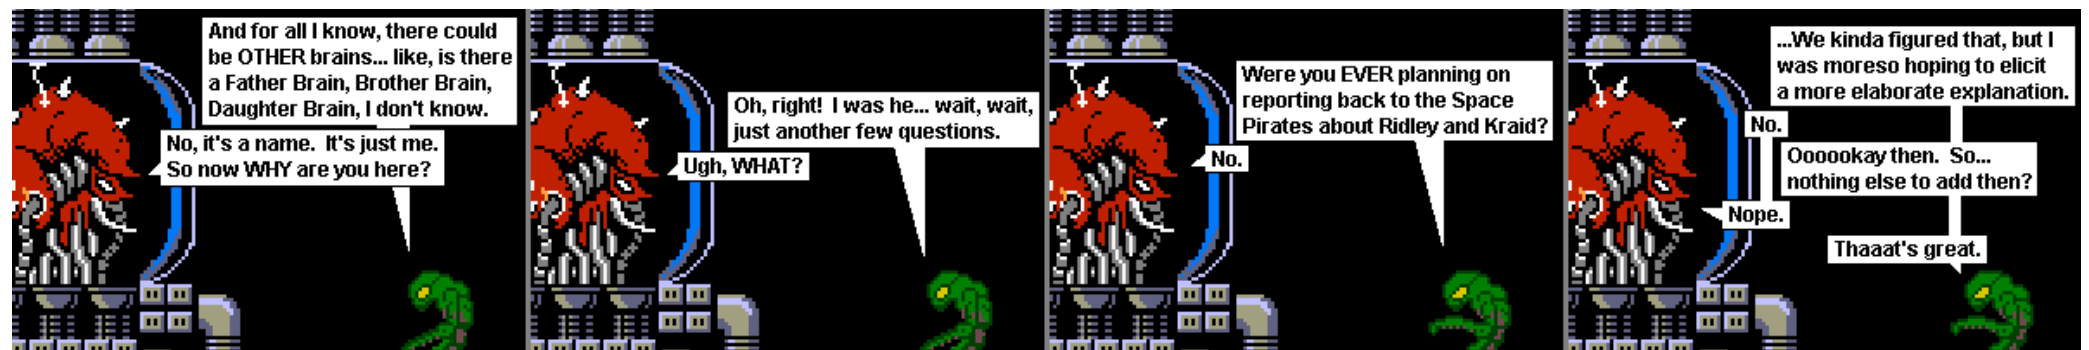 And for all I know, there could
be OTHER brains... like, is there
a Father Brain, Brother Brain,
Daughter Brain, I don't know.
No, it's a name.  It's just me.
So now WHY are you here?
Oh, right!  I was he... wait, wait,
just another few questions.
Ugh, WHAT?
Were you EVER planning on
reporting back to the Space
Pirates about Ridley and Kraid?
No.
...We kinda figured that, but I
was moreso hoping to elicit
a more elaborate explanation.
No.
Oooookay then.  So...
nothing else to add then?
Nope.
Thaaat's great.